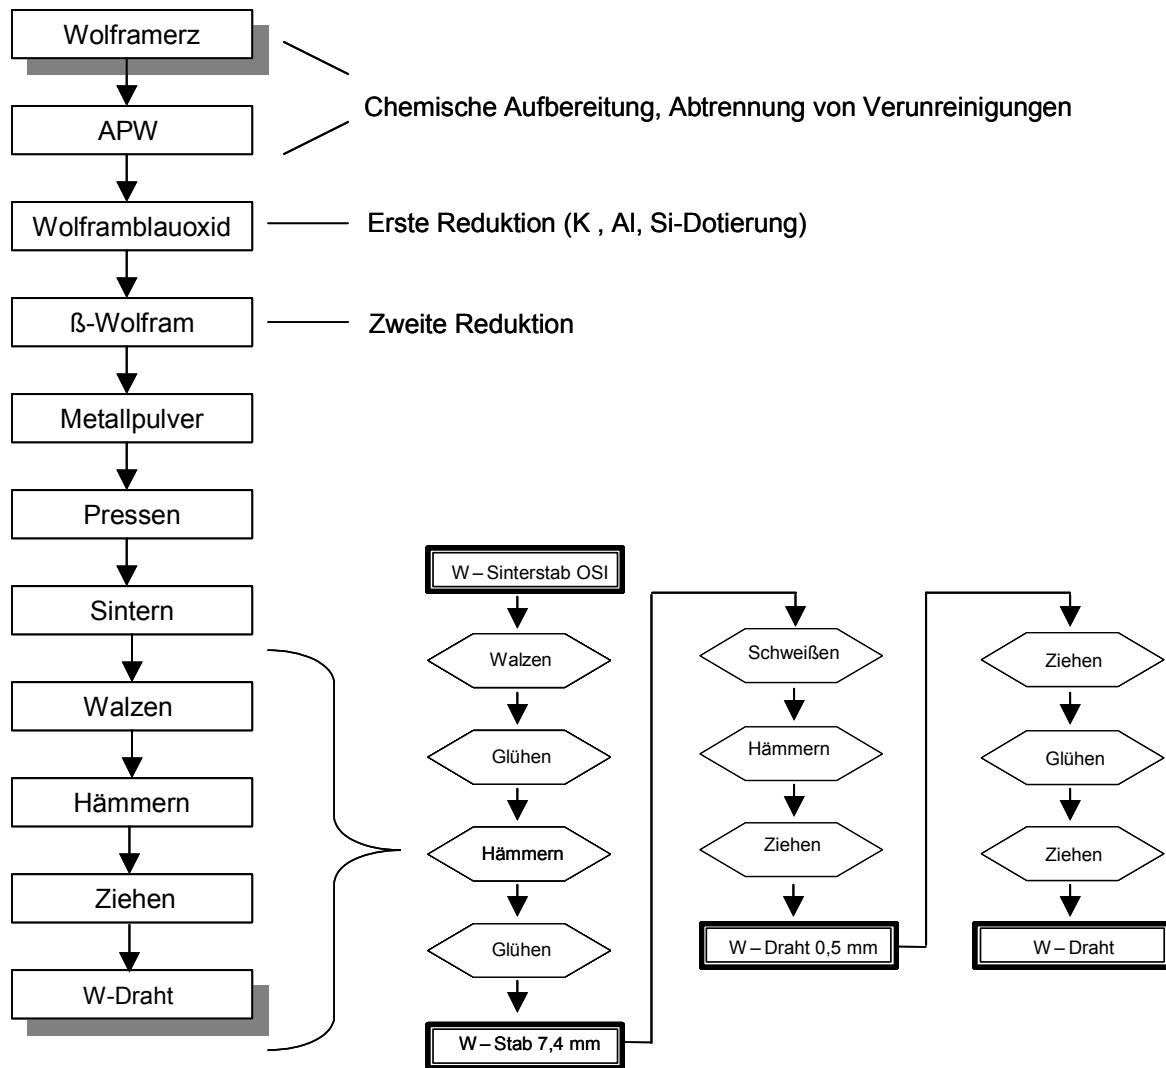 Wolframerz
Chemische Aufbereitung, Abtrennung von Verunreinigungen
APW
Wolframblauoxid
Erste Reduktion (K , Al, Si-Dotierung)
ß-Wolfram
Zweite Reduktion
Metallpulver
Pressen
Sintern
Walzen
Hämmern
Ziehen
W-Draht
W – Sinterstab OSI
Walzen
Glühen
Hämmern
Glühen
W – Stab 7,4 mm
Schweißen
Hämmern
Ziehen
W – Draht 0,5 mm
Ziehen
Glühen
Ziehen
W – Draht